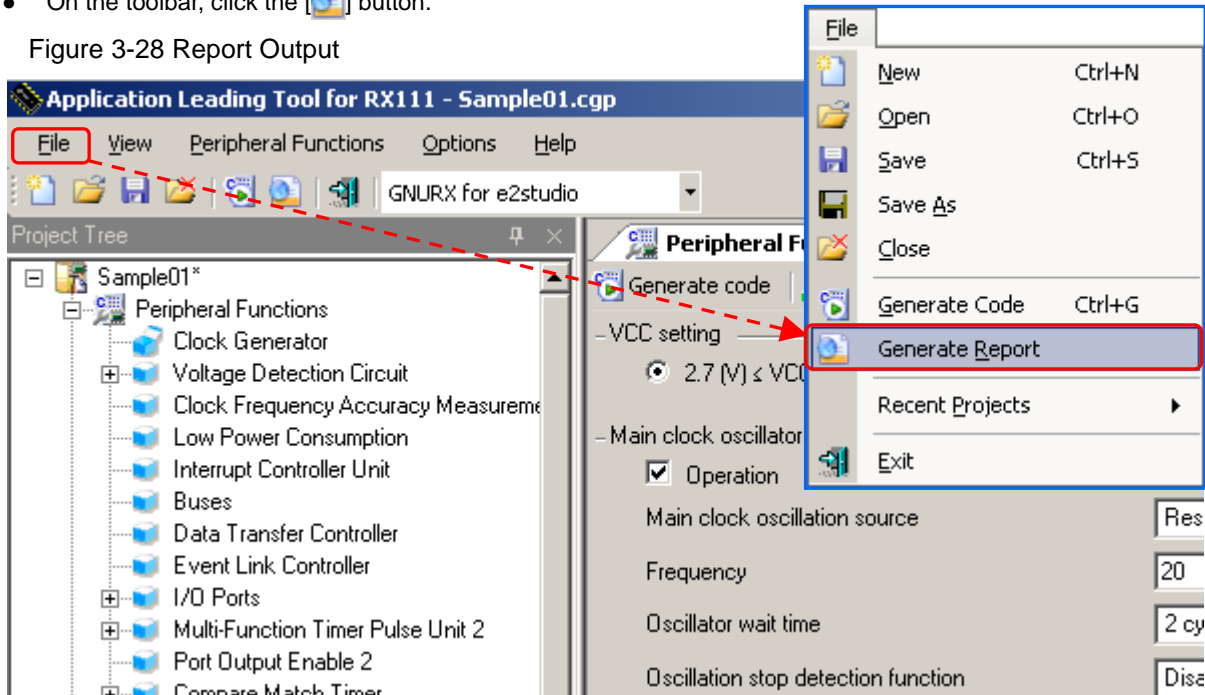 ● On the toolbar, click the [ ] button.
Figure 3-28 Report Output
Application Leading Tool for RX111 - Sample01.cgp
File View Peripheral Functions Options Help
GNURX for e2studio
Project Tree
Sample01*
Peripheral Functions
Clock Generator
Voltage Detection Circuit
Clock Frequency Accuracy Measureme
Low Power Consumption
Interrupt Controller Unit
Buses
Data Transfer Controller
Event Link Controller
I/O Ports
Multi-Function Timer Pulse Unit 2
Port Output Enable 2
Compare Match Timer
Peripheral F
Generate code
VCC setting
2.7 (V) ≤ VCC
Main clock oscillator
Operation
Main clock oscillation source Res
Frequency 20
Oscillator wait time 2 cy
Oscillation stop detection function Disa
File
New Ctrl+N
Open Ctrl+O
Save Ctrl+S
Save As
Close
Generate Code Ctrl+G
Generate Report
Recent Projects
Exit